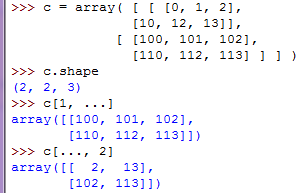 >>> c = array( [ [ [0, 1, 2],
[10, 12, 13]],
[ [100, 101, 102],
[110, 112, 113] ] ] )
>>> c.shape
(2, 2, 3)
>>> c[1, ...]
array([[100, 101, 102],
[110, 112, 113]])
>>> c[..., 2]
array([[ 2, 13],
[102, 113]])